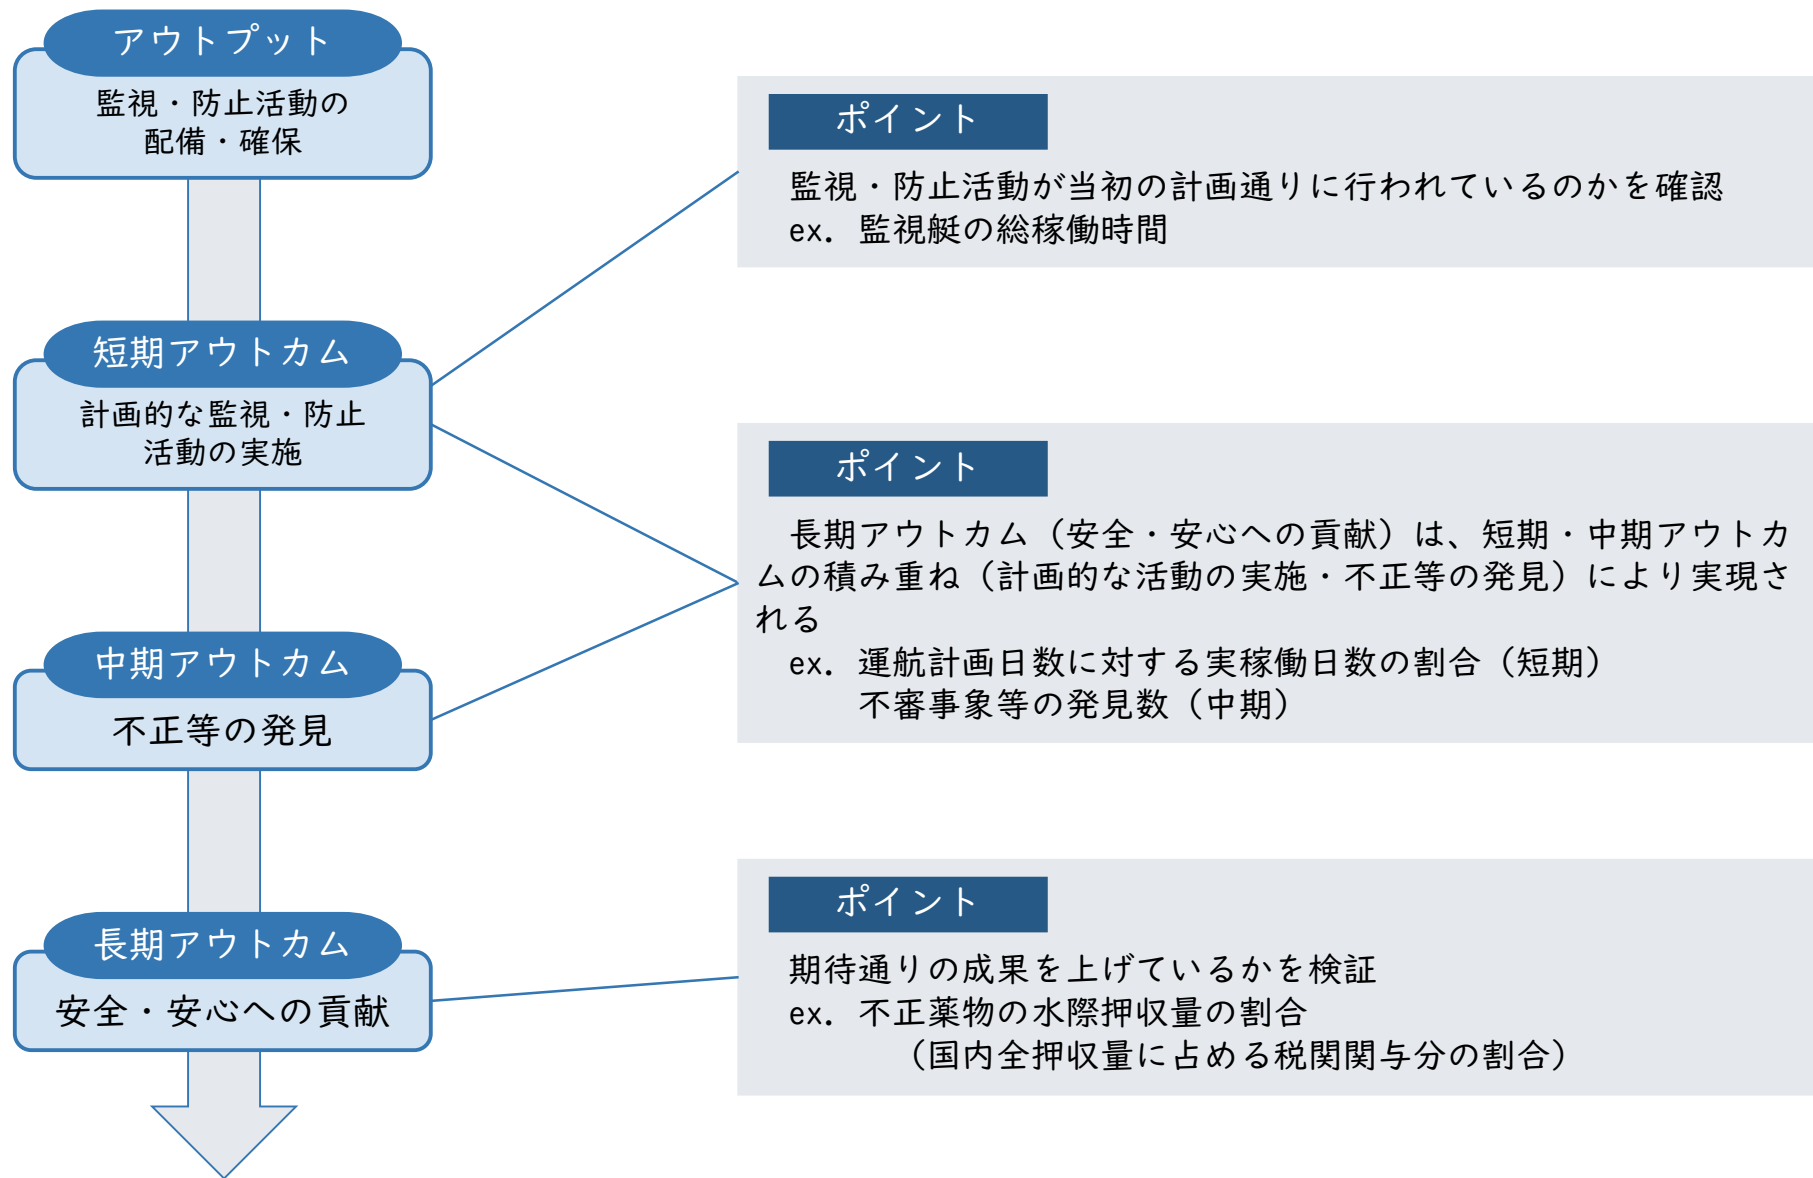 アウトプット
監視・防止活動の
配備・確保
短期アウトカム
計画的な監視・防止
活動の実施
中期アウトカム
不正等の発見
長期アウトカム
安全・安心への貢献
ポイント
監視・防止活動が当初の計画通りに行われているのかを確認
ex. 監視艇の総稼働時間
ポイント
長期アウトカム（安全・安心への貢献）は、短期・中期アウトカ
ムの積み重ね（計画的な活動の実施・不正等の発見）により実現さ
れる
ex. 運航計画日数に対する実稼働日数の割合（短期）
不審事象等の発見数（中期）
ポイント
期待通りの成果を上げているかを検証
ex. 不正薬物の水際押収量の割合
（国内全押収量に占める税関関与分の割合）